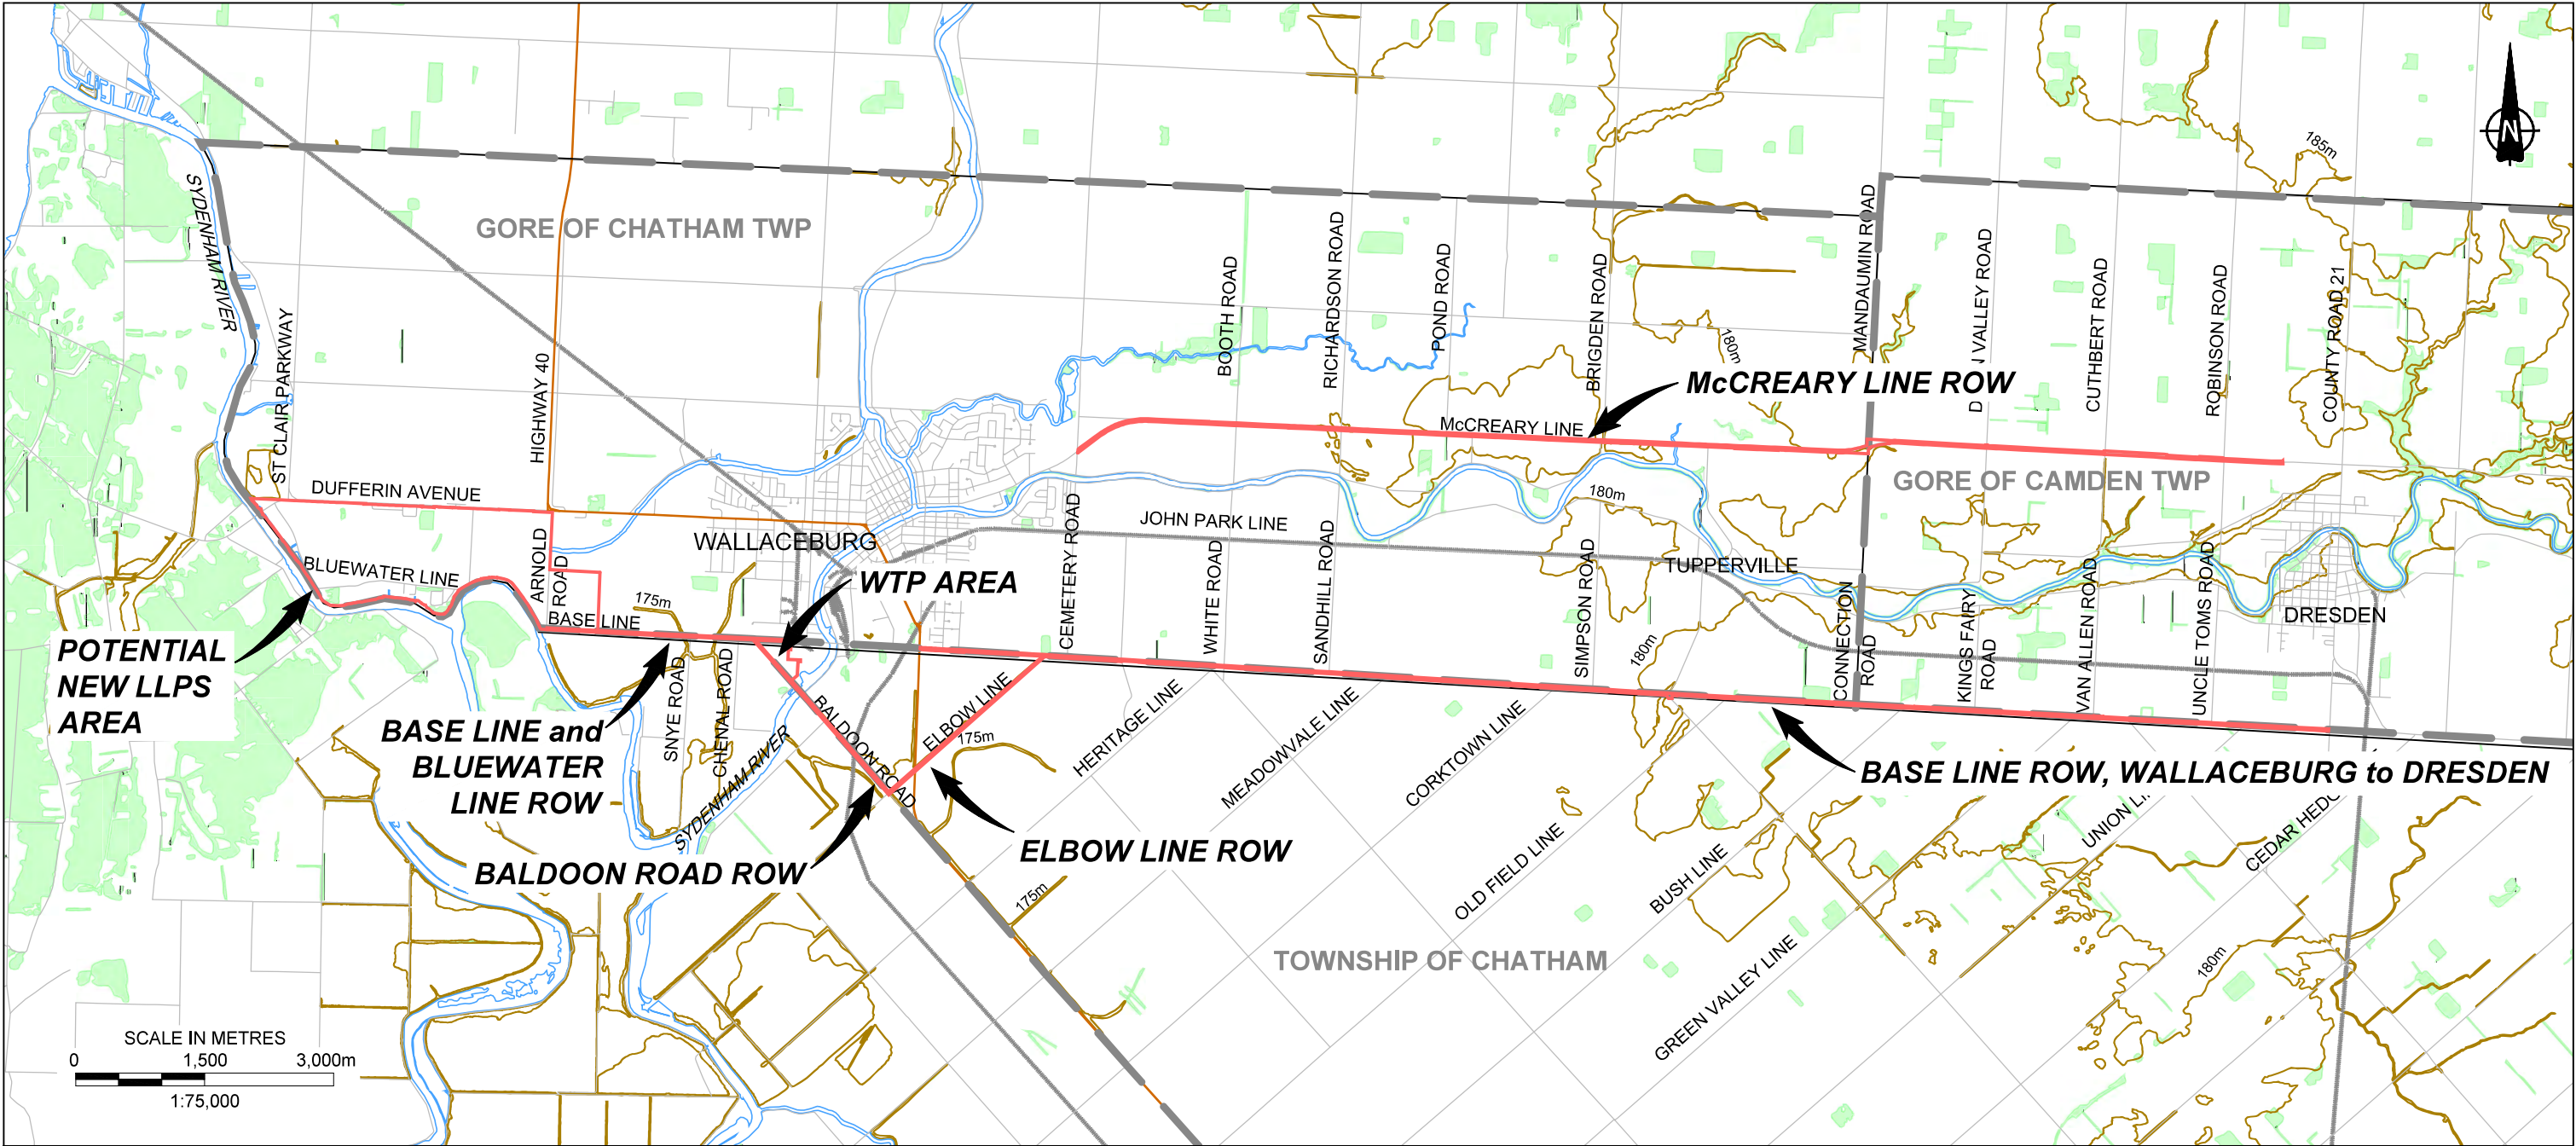 185m
N
SYDENHAM RIVER
GORE OF CHATHAM TWP
MANDAUMIN ROAD
BOOTH ROAD
RICHARDSON ROAD
POND ROAD
BRIGDEN ROAD
VALLEY ROAD
CUTHBERT ROAD
ROBINSON ROAD
COUNTY ROAD 21
ST CLAIR PARKWAY
HIGHWAY 40
180m
McCREARY LINE ROW
McCREARY LINE
GORE OF CAMDEN TWP
DUFFERIN AVENUE
180m
JOHN PARK LINE
WALLACEBURG
CEMETERY ROAD
WHITE ROAD
SANDHILL ROAD
SIMPSON ROAD
TUPPERVILLE
BLUEWATER LINE
ARNOLD
ROAD
WTP AREA
175m
BASE LINE
180m
CONNECTION
ROAD
KINGS FAIRY
ROAD
VAN ALLEN ROAD
UNCLE TOMS ROAD
DRESDEN
POTENTIAL
NEW LLPS
AREA
SNYE ROAD
CHENAL ROAD
BASE LINE and
BLUEWATER
LINE ROW
SYDENHAM RIVER
BALDOON ROAD
ELBOW LINE
175m
HERITAGE LINE
MEADOWVALE LINE
CORKTOWN LINE
BASE LINE ROW, WALLACEBURG to DRESDEN
BALDOON ROAD ROW
ELBOW LINE ROW
OLD FIELD LINE
BUSH LINE
UNION
CEDAR
175m
TOWNSHIP OF CHATHAM
GREEN VALLEY LINE
180m
SCALE IN METRES
0 1,500 3,000m
1:75,000